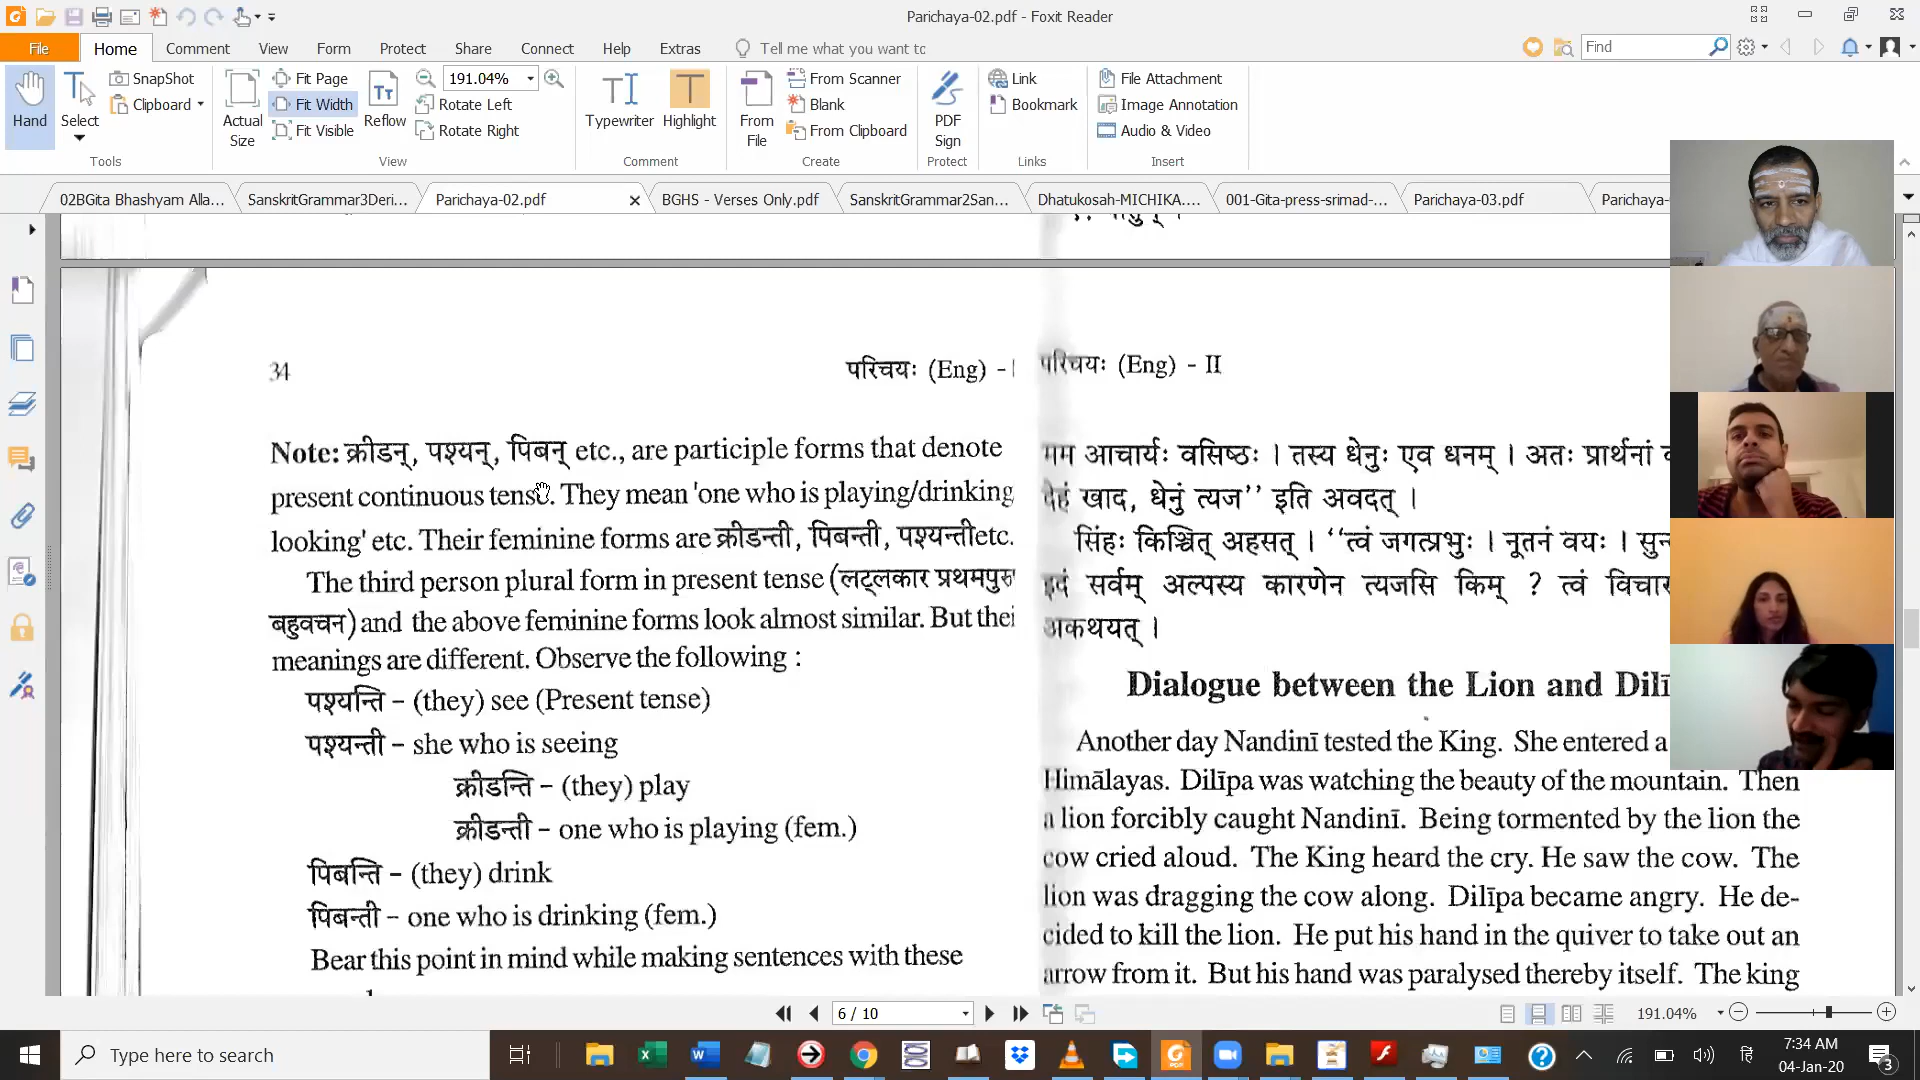 Parichaya-02.pdf - Foxit Reader
File Home Comment View Form Protect Share Connect Help Extras Tell me what you want to Find
Hand
Select
SnapShot
Clipboard
Tools
Actual Size
Fit Page
Fit Width
Fit Visible
Reflow
191.04%
Rotate Left
Rotate Right
View
Typewriter
Highlight
Comment
From File
From Scanner
Blank
From Clipboard
Create
PDF Sign
Protect
Link
Bookmark
Links
File Attachment
Image Annotation
Audio & Video
Insert
02BGita Bhashyam Alla... SanskritGrammar3Deri... Parichaya-02.pdf BGHS - Verses Only.pdf SanskritGrammar2San... Dhatukosah-MICHIKA.... 001-Gita-press-srimad-... Parichaya-03.pdf Parichaya-
34
परिचयः (Eng) -
Note: क्रीडन्, पश्यन्, पिबन् etc., are participle forms that denote
present continuous tense. They mean 'one who is playing/drinking
looking' etc. Their feminine forms are क्रीडन्ती, पिबन्ती, पश्यन्ती etc.
The third person plural form in present tense (लट्लकार प्रथमपुरु
बहुवचन) and the above feminine forms look almost similar. But thei
meanings are different. Observe the following :
पश्यन्ति – (they) see (Present tense)
पश्यन्ती – she who is seeing
क्रीडन्ति – (they) play
क्रीडन्ती – one who is playing (fem.)
पिबन्ति – (they) drink
पिबन्ती – one who is drinking (fem.)
Bear this point in mind while making sentences with these
परिचयः (Eng) - II
मम आचार्यः वसिष्ठः । तस्य धेनुः एव धनम् । अतः प्रार्थनां
देहं खाद, धेनुं त्यज’’ इति अवदत् ।
सिंहः किञ्चित् अहसत् । ‘‘त्वं जगत्प्रभुः । नूतनं वयः ।
इदं सर्वम् अल्पस्य कारणेन त्यजसि किम् ? त्वं
अकथयत् ।
Dialogue between the Lion and Dilī
Another day Nandinī tested the King. She entered a
Himālayas. Dilīpa was watching the beauty of the mountain. Then
a lion forcibly caught Nandinī. Being tormented by the lion the
cow cried aloud. The King heard the cry. He saw the cow. The
lion was dragging the cow along. Dilīpa became angry. He de-
cided to kill the lion. He put his hand in the quiver to take out an
arrow from it. But his hand was paralysed thereby itself. The king
6 / 10
191.04%
Type here to search
हि
7:34 AM
04-Jan-20
3